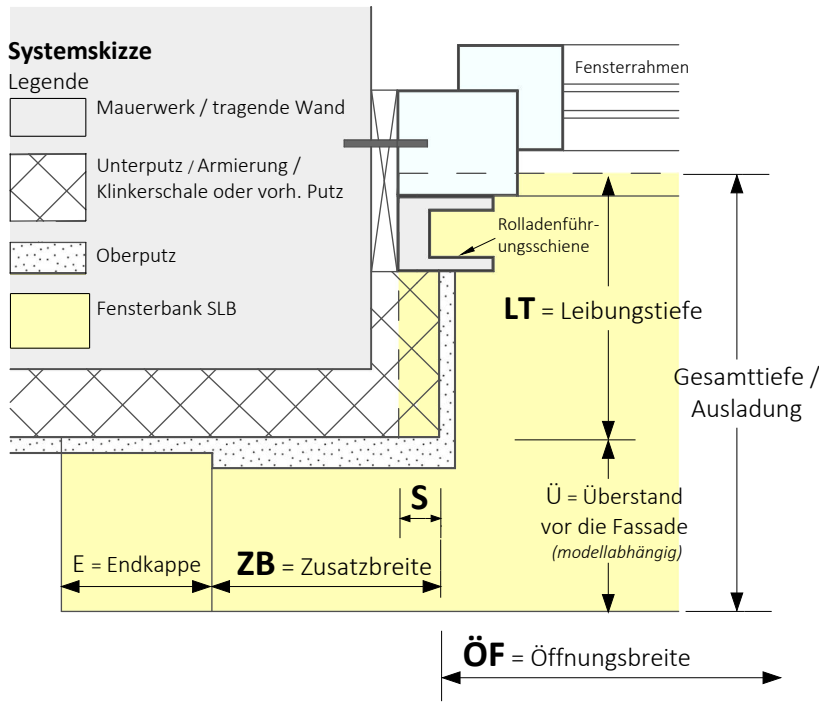 Systemskizze
Legende
Mauerwerk / tragende Wand
Unterputz / Armierung /
Klinkerschale oder vorh. Putz
Oberputz
Fensterbank SLB
Fensterrahmen
Rolladenführ-
ungsschiene
LT = Leibungstiefe
Gesamttiefe /
Ausladung
S
Ü = Überstand
vor die Fassade
(modellabhängig)
E = Endkappe
ZB = Zusatzbreite
ÖF = Öffnungsbreite